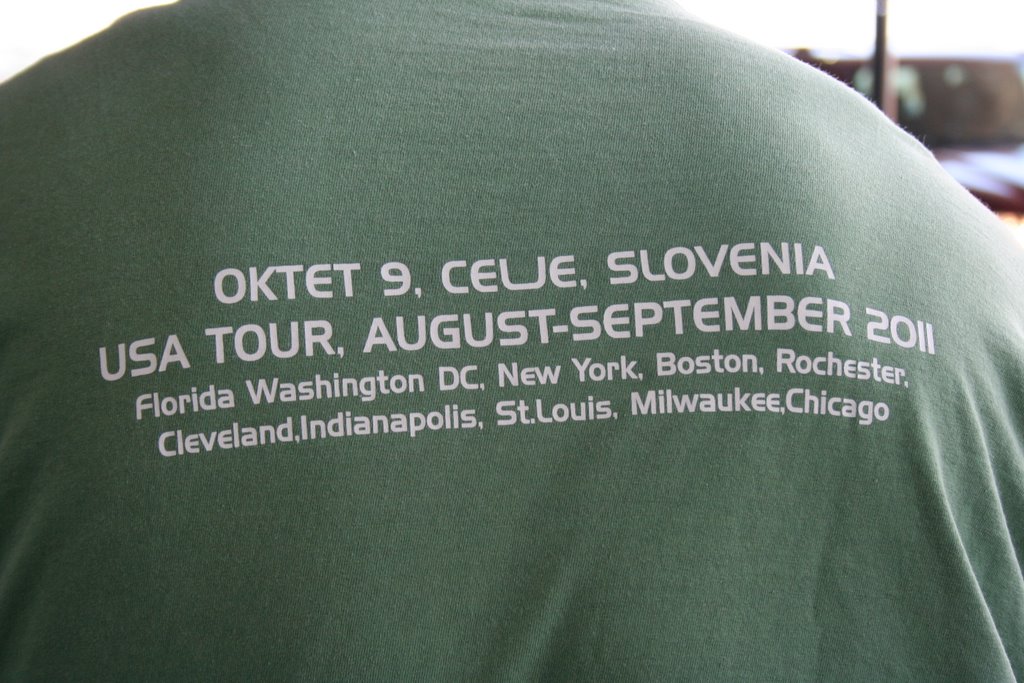 OKTET 9, CELJE, SLOVENIA
USA TOUR, AUGUST-SEPTEMBER 2011
Florida Washington DC, New York, Boston, Rochester,
Cleveland,Indianapolis, St.Louis, Milwaukee,Chicago